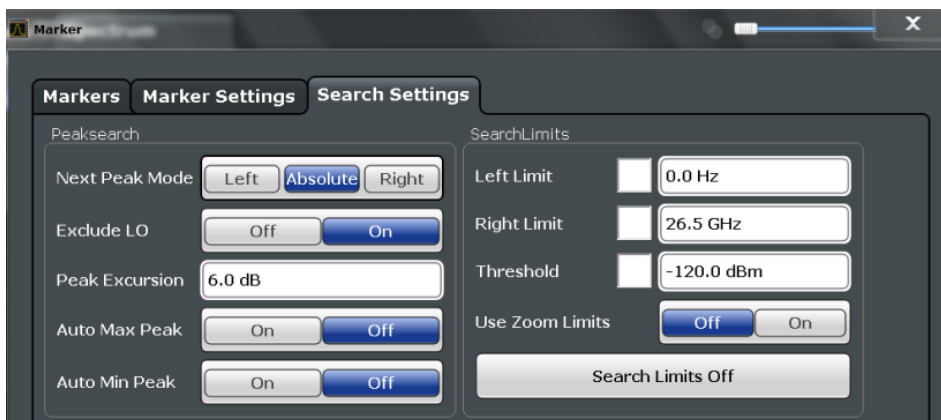 Marker
Markers Marker Settings Search Settings
Peaksearch
Next Peak Mode Left Absolute Right
Exclude LO Off On
Peak Excursion 6.0 dB
Auto Max Peak On Off
Auto Min Peak On Off
SearchLimits
Left Limit 0.0 Hz
Right Limit 26.5 GHz
Threshold -120.0 dBm
Use Zoom Limits Off On
Search Limits Off